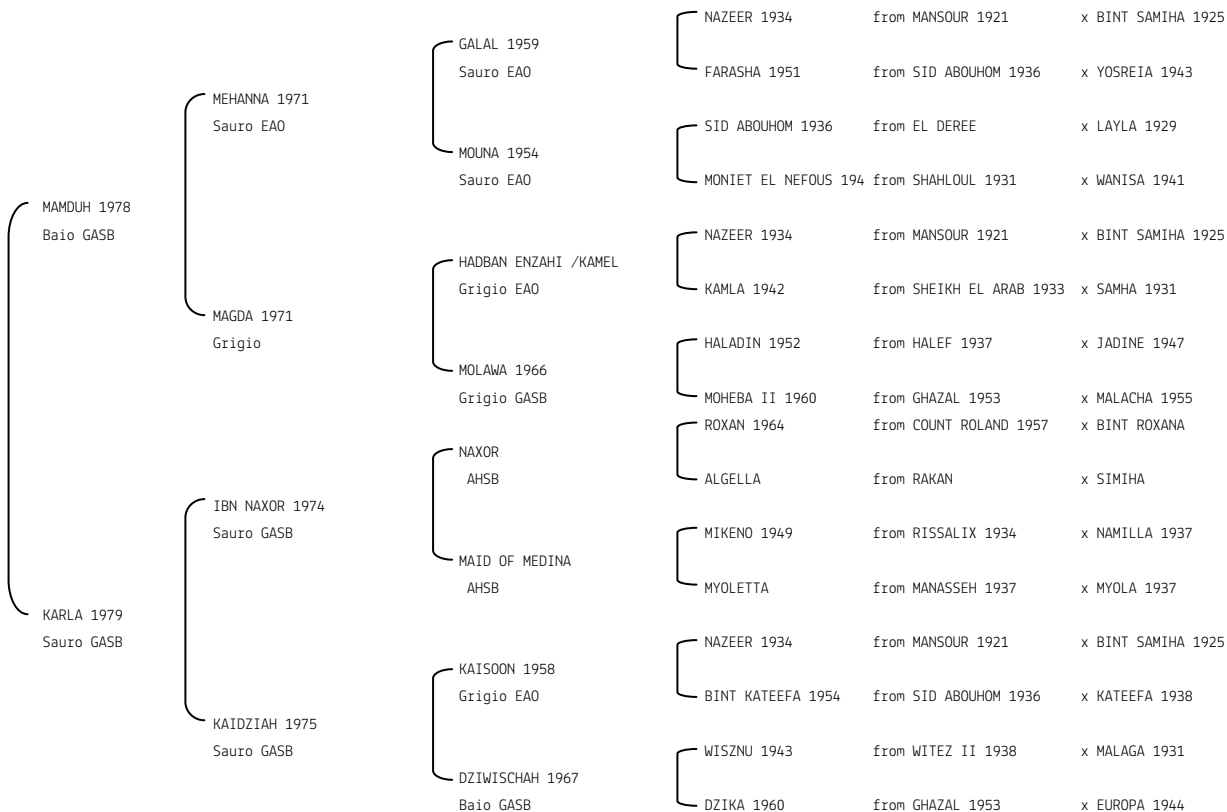 NAZEER 1934 from MANSOUR 1921 x BINT SAMIHA 1925
GALAL 1959
Sauro EAO FARASHA 1951 from SID ABOUHOM 1936 x YOSREIA 1943
MEHANNA 1971
Sauro EAO SID ABOUHOM 1936 from EL DEREE x LAYLA 1929
MOUNA 1954
Sauro EAO MONIET EL NEFOUS 194 from SHAHLOUL 1931 x WANISA 1941
MAMDUH 1978
Baio GASB NAZEER 1934 from MANSOUR 1921 x BINT SAMIHA 1925
HADBAN ENZAHI /KAMEL
Grigio EAO KAMLA 1942 from SHEIKH EL ARAB 1933 x SAMHA 1931
MAGDA 1971
Grigio HALADIN 1952 from HALEF 1937 x JADINE 1947
MOLAWA 1966
Grigio GASB MOHEBA II 1960 from GHAZAL 1953 x MALACHA 1955
ROXAN 1964 from COUNT ROLAND 1957 x BINT ROXANA
NAXOR
AHSB ALGELLA from RAKAN x SIMIHA
IBN NAXOR 1974
Sauro GASB MIKENO 1949 from RISSALIX 1934 x NAMILLA 1937
MAID OF MEDINA
AHSB MYOLETTA from MANASSEH 1937 x MYOLA 1937
KARLA 1979
Sauro GASB NAZEER 1934 from MANSOUR 1921 x BINT SAMIHA 1925
KAISOON 1958
Grigio EAO BINT KATEEFA 1954 from SID ABOUHOM 1936 x KATEEFA 1938
KAIDZIAH 1975
Sauro GASB WISZNU 1943 from WITEZ II 1938 x MALAGA 1931
DZIWISCHAH 1967
Baio GASB DZIKA 1960 from GHAZAL 1953 x EUROPA 1944